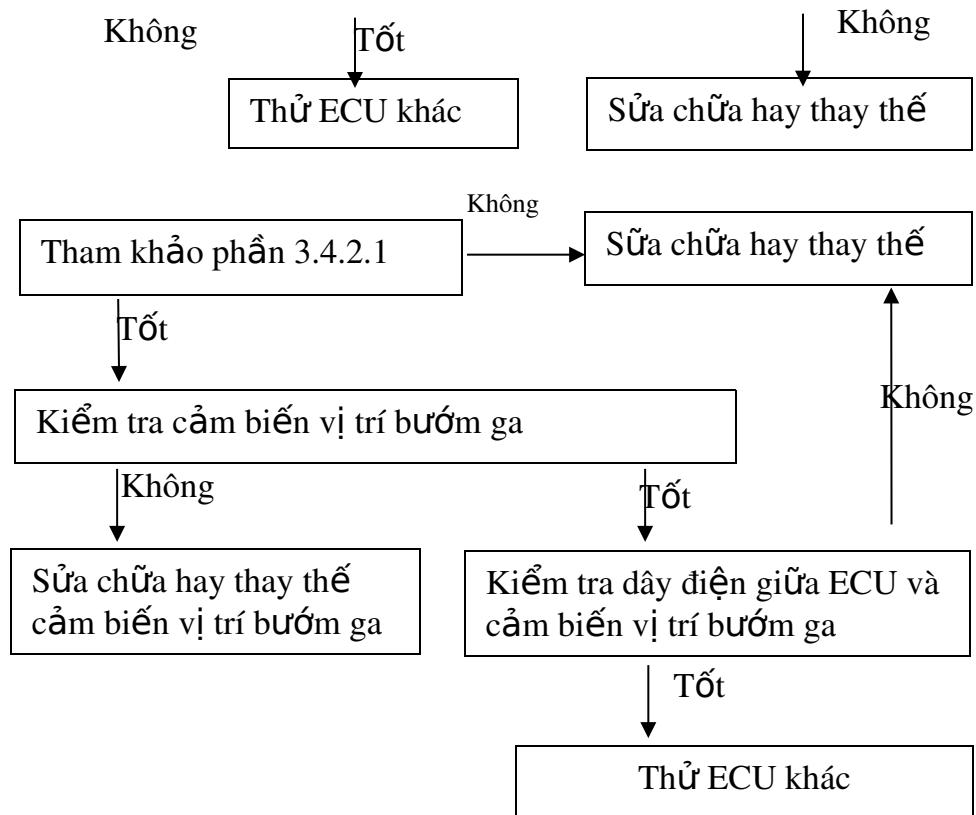 Không
Tốt
Không
Thử ECU khác
Sửa chữa hay thay thế
Không
Tham khảo phần 3.4.2.1
Sữa chữa hay thay thế
Tốt
Kiểm tra cảm biến vị trí bướm ga
Không
Không
Tốt
Sửa chữa hay thay thế
cảm biến vị trí bướm ga
Kiểm tra dây điện giữa ECU và
cảm biến vị trí bướm ga
Tốt
Thử ECU khác